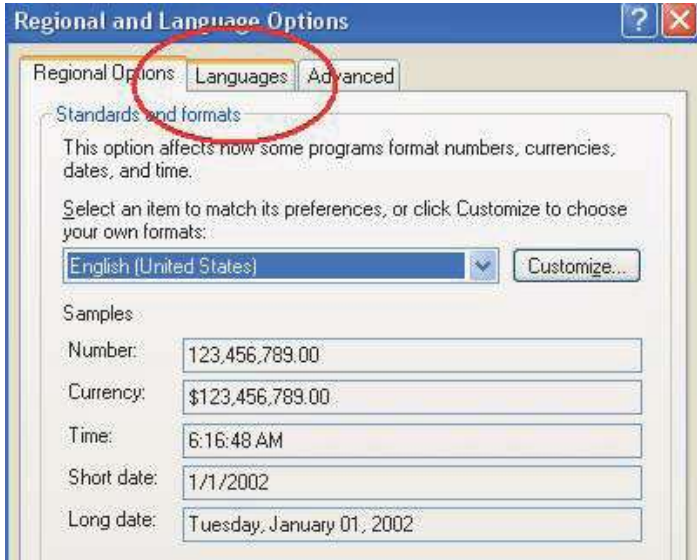 Regional and Language Options
Regional Options Languages Advanced
Standards and formats
This option affects how some programs format numbers, currencies,
dates, and time.
Select an item to match its preferences, or click Customize to choose
your own formats:
English (United States) Customize...
Samples
Number: 123,456,789.00
Currency: $123,456,789.00
Time: 6:16:48 AM
Short date: 1/1/2002
Long date: Tuesday, January 01, 2002